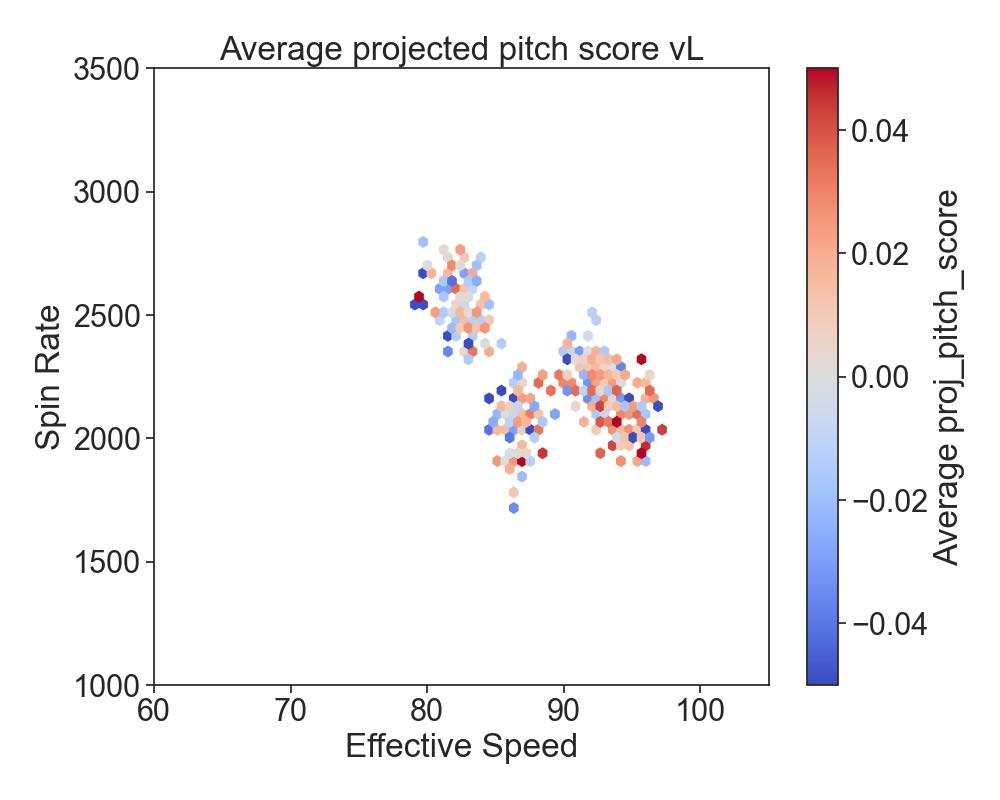 Average projected pitch score vL
3500
3000
2500
2000
1500
1000
Spin Rate
60 70 80 90 100
Effective Speed
0.04
0.02
0.00
−0.02
−0.04
Average proj_pitch_score